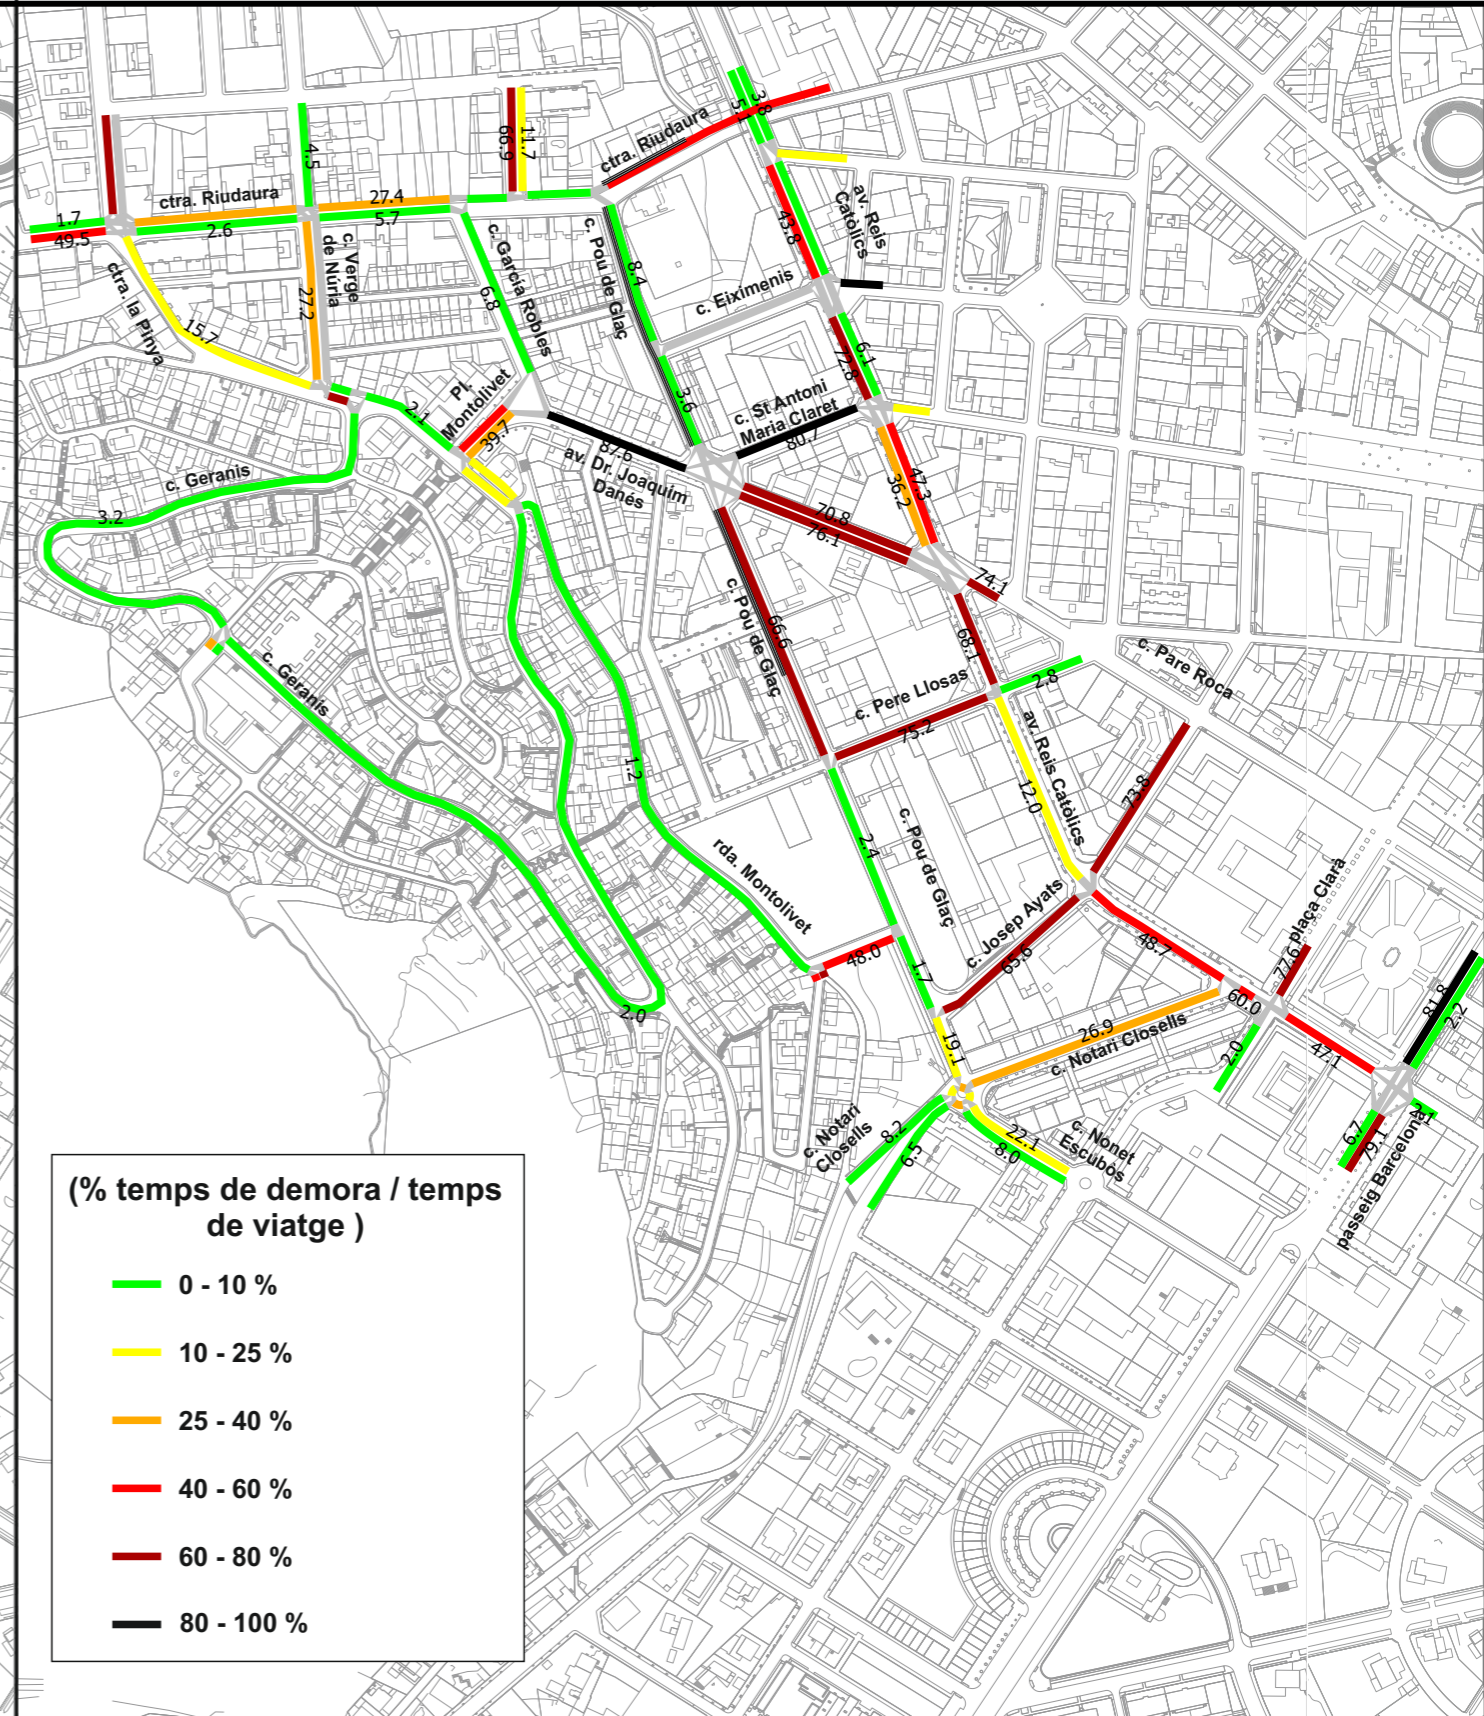 3.8
5.1
ctra. Riudaura
66.9
11.7
4.5
ctra. Riudaura
27.4
5.7
1.7
49.5
2.6
c. Verge
de Núria
27.2
ctra. la Pinya
15.7
c. Garcia Robles
6.8
c. Pou de Glaç
8.4
43.8
av. Reis
Catòlics
c. Eiximenis
72.8
6.1
3.6
c. St Antoni
Maria Claret
80.7
Pl.
Montolivet
39.7
2.1
87.6
av. Dr. Joaquim
Danés
c. Geranis
3.2
47.3
36.2
70.8
76.1
74.1
68.1
c. Pou de Glaç
66.6
c. Geranis
c. Pere Llosas
75.2
2.8
c. Pare Roca
av. Reis Catòlics
12.0
73.8
1.2
2.4
c. Pou de Glaç
rda. Montolivet
48.0
1.7
c. Josep Ayats
65.6
48.7
plaça Clarà
77.6
60.0
2.0
81.8
2.2
47.1
2.0
19.1
26.9
c. Notari Closells
c. Notari
Closells
8.2
6.5
22.1
8.0
c. Nonet
Escubós
6.7
79.1
2.1
passeig Barcelona
(% temps de demora / temps
de viatge )
0 - 10 %
10 - 25 %
25 - 40 %
40 - 60 %
60 - 80 %
80 - 100 %